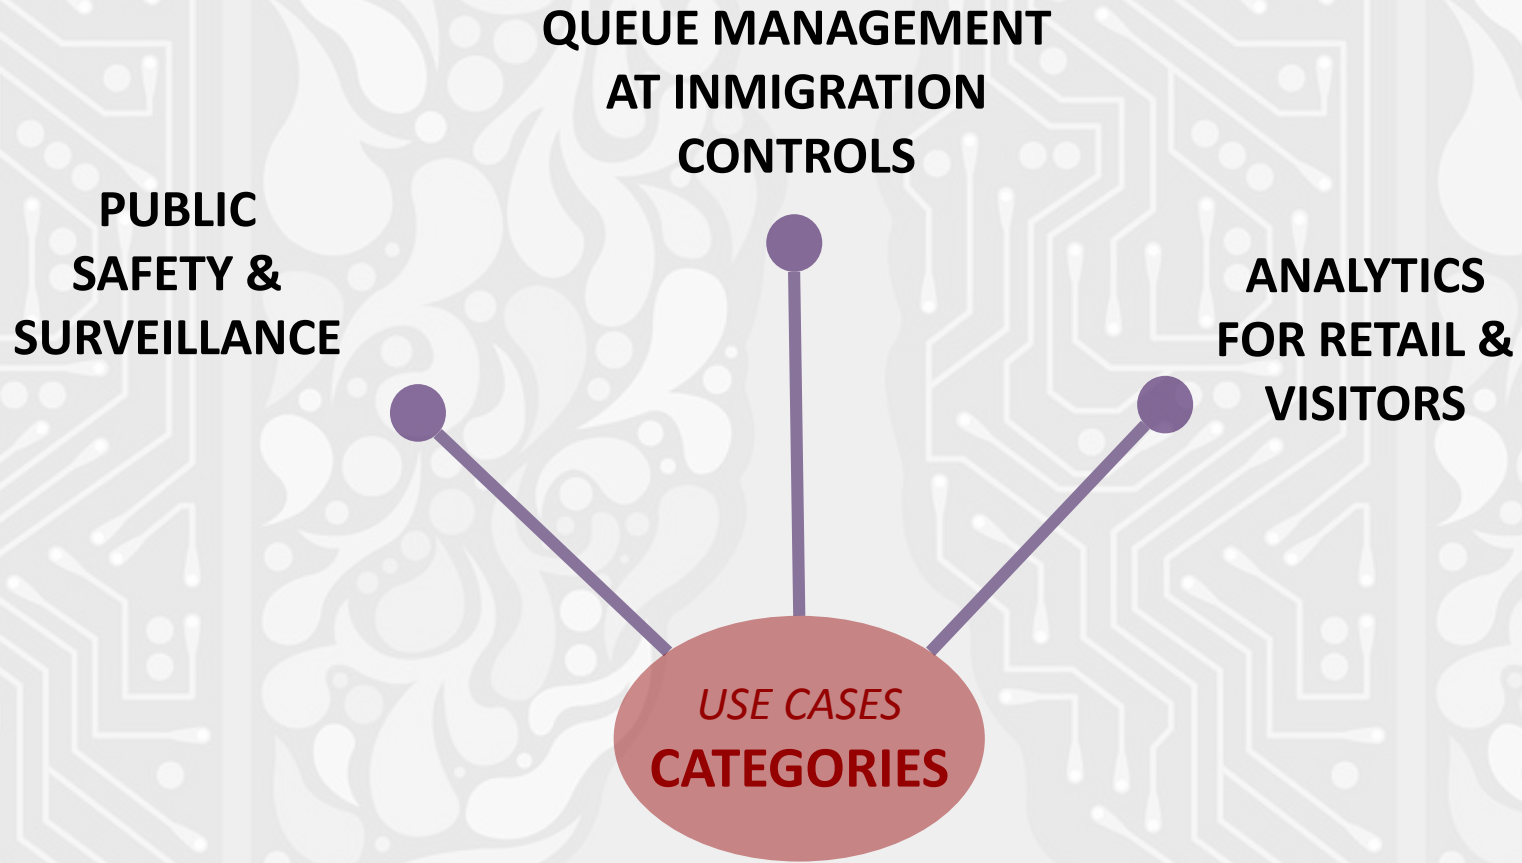 QUEUE MANAGEMENT
AT INMIGRATION
CONTROLS
PUBLIC
SAFETY &
SURVEILLANCE
ANALYTICS
FOR RETAIL &
VISITORS
USE CASES
CATEGORIES